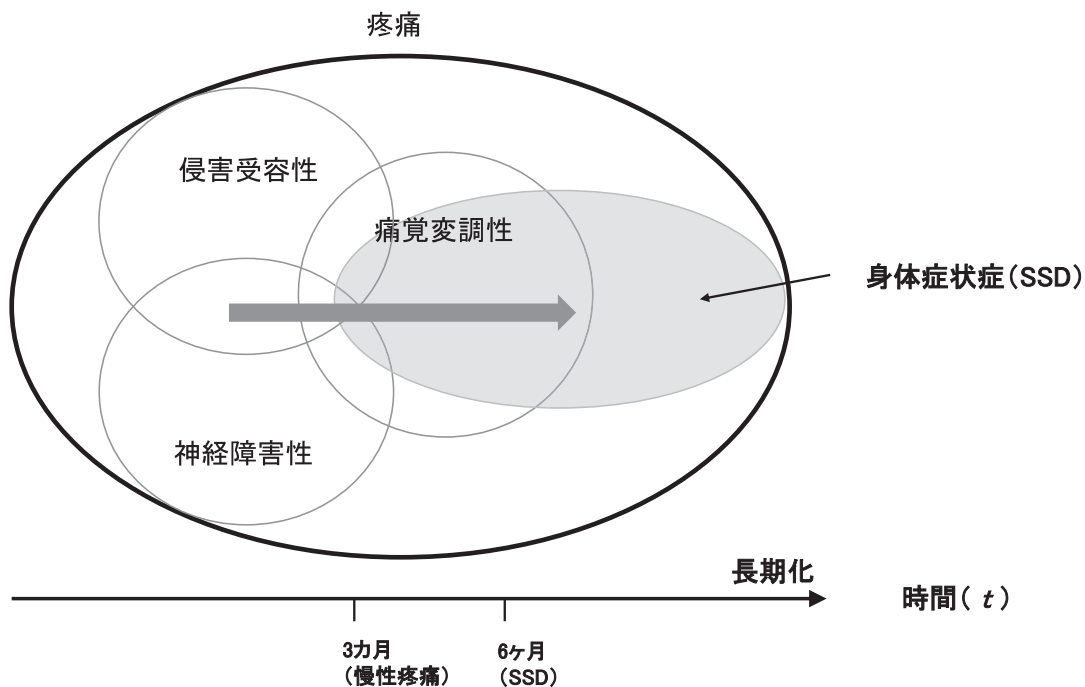 疼痛
侵害受容性
痛覚変調性
身体症状症(SSD)
神経障害性
長期化
時間( t )
3カ月
(慢性疼痛)
6ヶ月
(SSD)